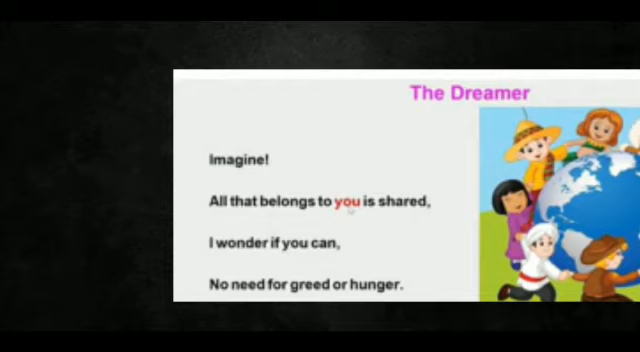 The Dreamer
Imagine!
All that belongs to you is shared,
I wonder if you can,
No need for greed or hunger.